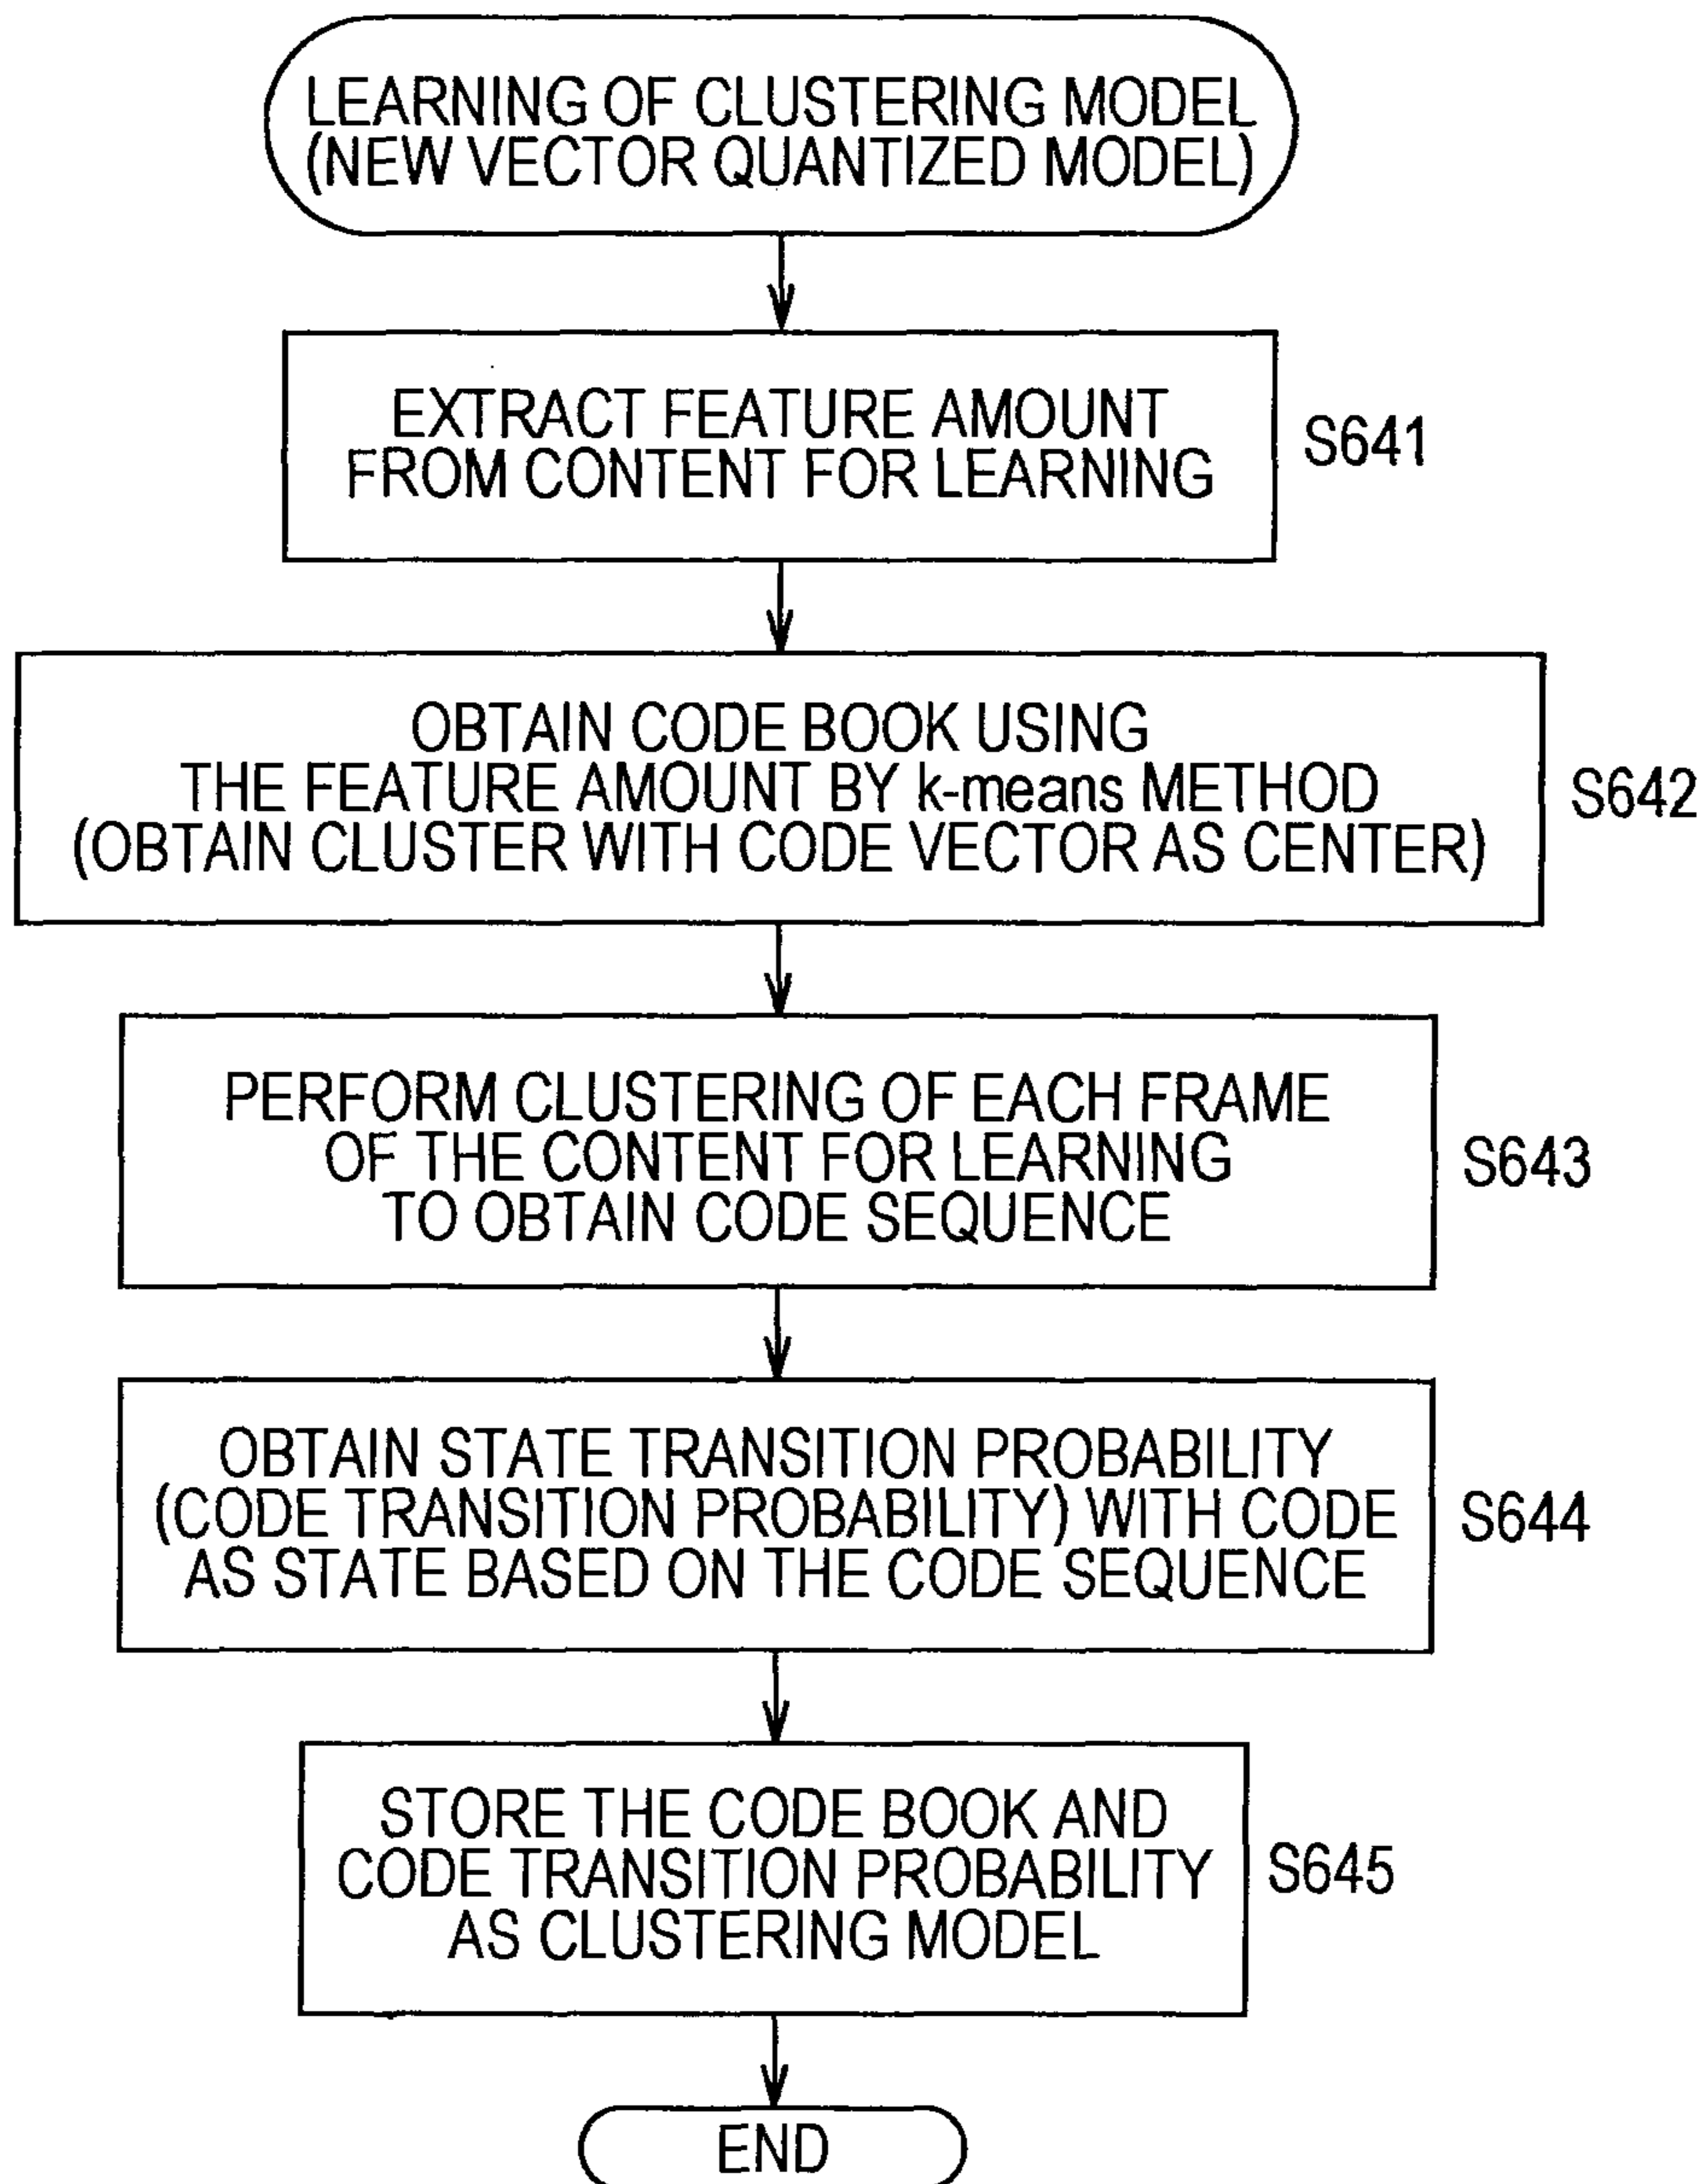 LEARNING OF CLUSTERING MODEL
(NEW VECTOR QUANTIZED MODEL)
EXTRACT FEATURE AMOUNT
FROM CONTENT FOR LEARNING
S641
OBTAIN CODE BOOK USING
THE FEATURE AMOUNT BY k-means METHOD
(OBTAIN CLUSTER WITH CODE VECTOR AS CENTER)
S642
PERFORM CLUSTERING OF EACH FRAME
OF THE CONTENT FOR LEARNING
TO OBTAIN CODE SEQUENCE
S643
OBTAIN STATE TRANSITION PROBABILITY
(CODE TRANSITION PROBABILITY) WITH CODE
AS STATE BASED ON THE CODE SEQUENCE
S644
STORE THE CODE BOOK AND
CODE TRANSITION PROBABILITY
AS CLUSTERING MODEL
S645
END